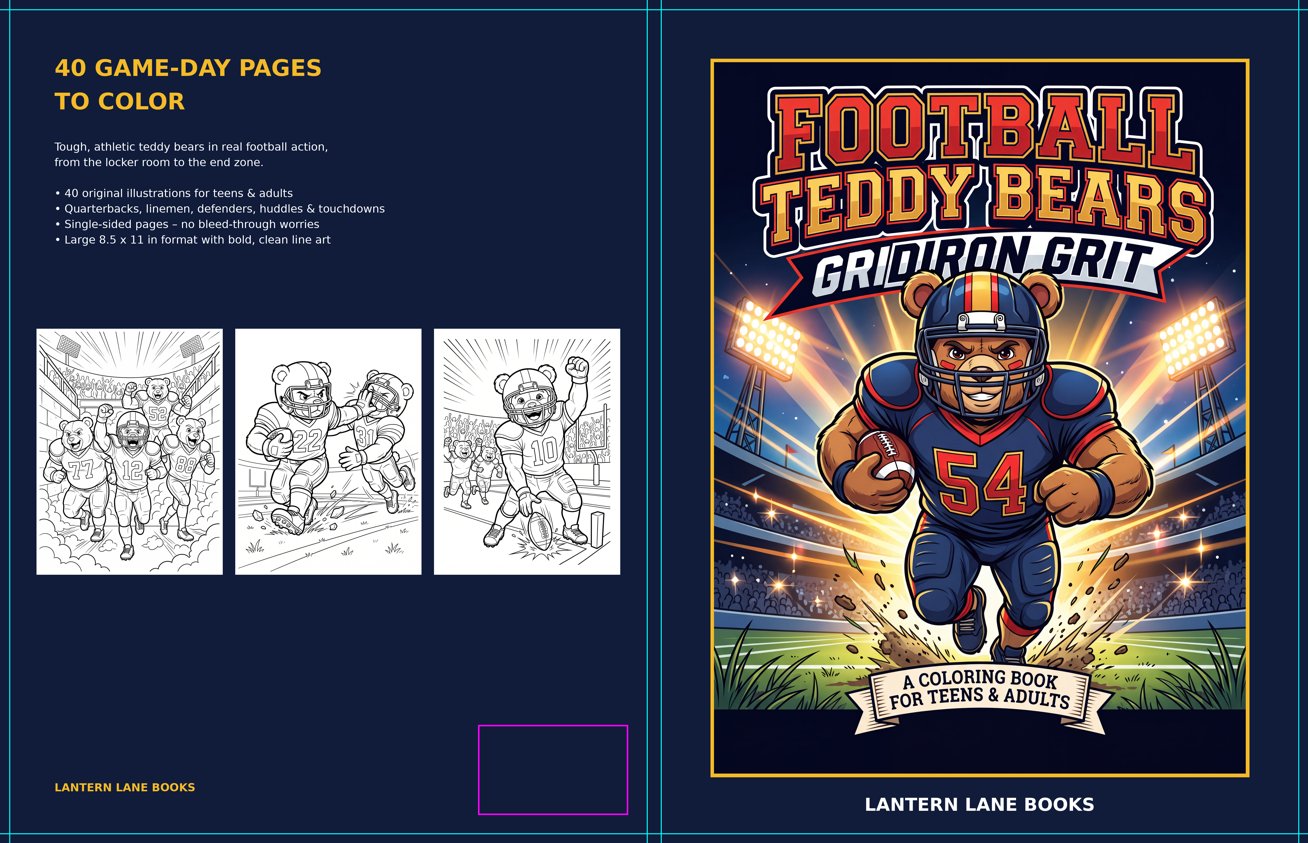 40 GAME-DAY PAGES
TO COLOR
Tough, athletic teddy bears in real football action,
from the locker room to the end zone.
• 40 original illustrations for teens & adults
• Quarterbacks, linemen, defenders, huddles & touchdowns
• Single-sided pages – no bleed-through worries
• Large 8.5 x 11 in format with bold, clean line art
52
77
12
88
22
31
10
LANTERN LANE BOOKS
FOOTBALL
TEDDY BEARS
GRIDIRON GRIT
54
A COLORING BOOK
FOR TEENS & ADULTS
LANTERN LANE BOOKS